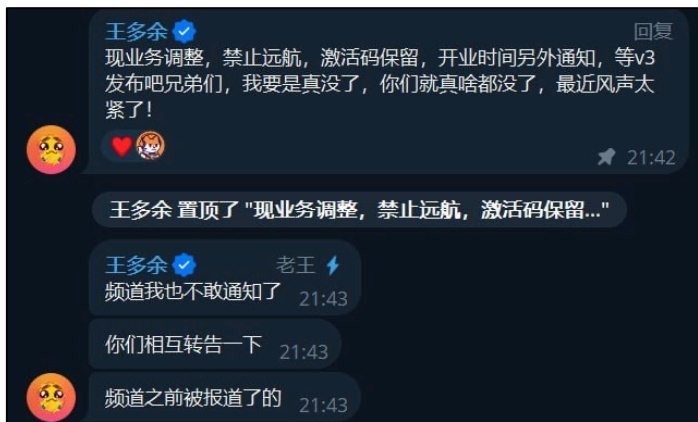 王多余 回复
现业务调整，禁止远航，激活码保留，开业时间另外通知，等v3
发布吧兄弟们，我要是真没了，你们就真啥都没了，最近风声太
紧了！
21:42
王多余 置顶了 "现业务调整，禁止远航，激活码保留..."
王多余 老王
频道我也不敢通知了 21:43
你们相互转告一下 21:43
频道之前被报道了的 21:43